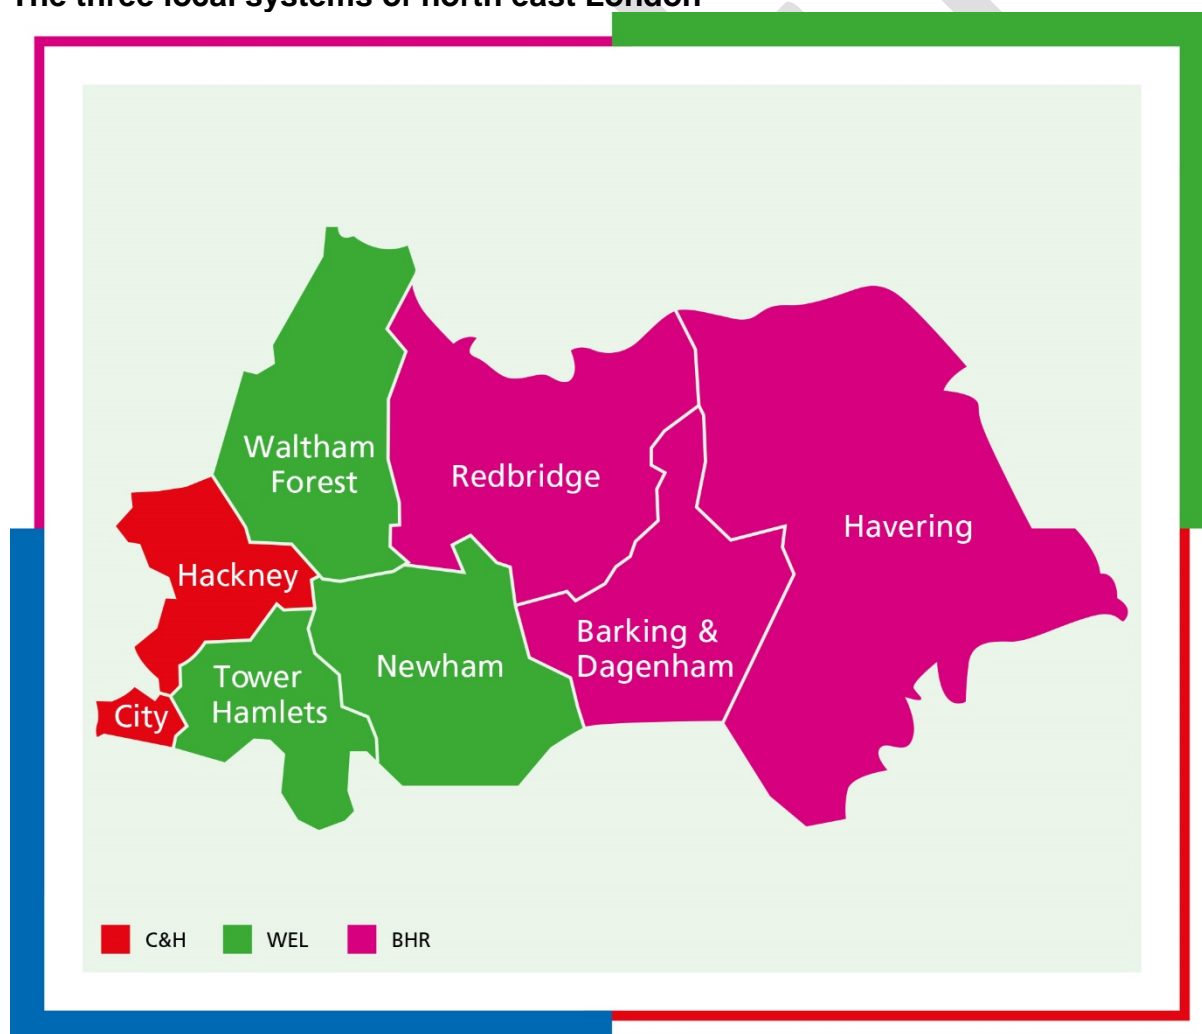 The three local systems of north east London
Waltham
Forest
Redbridge
Havering
Hackney
Barking &
Dagenham
Newham
Tower
Hamlets
City
C&H
WEL
BHR